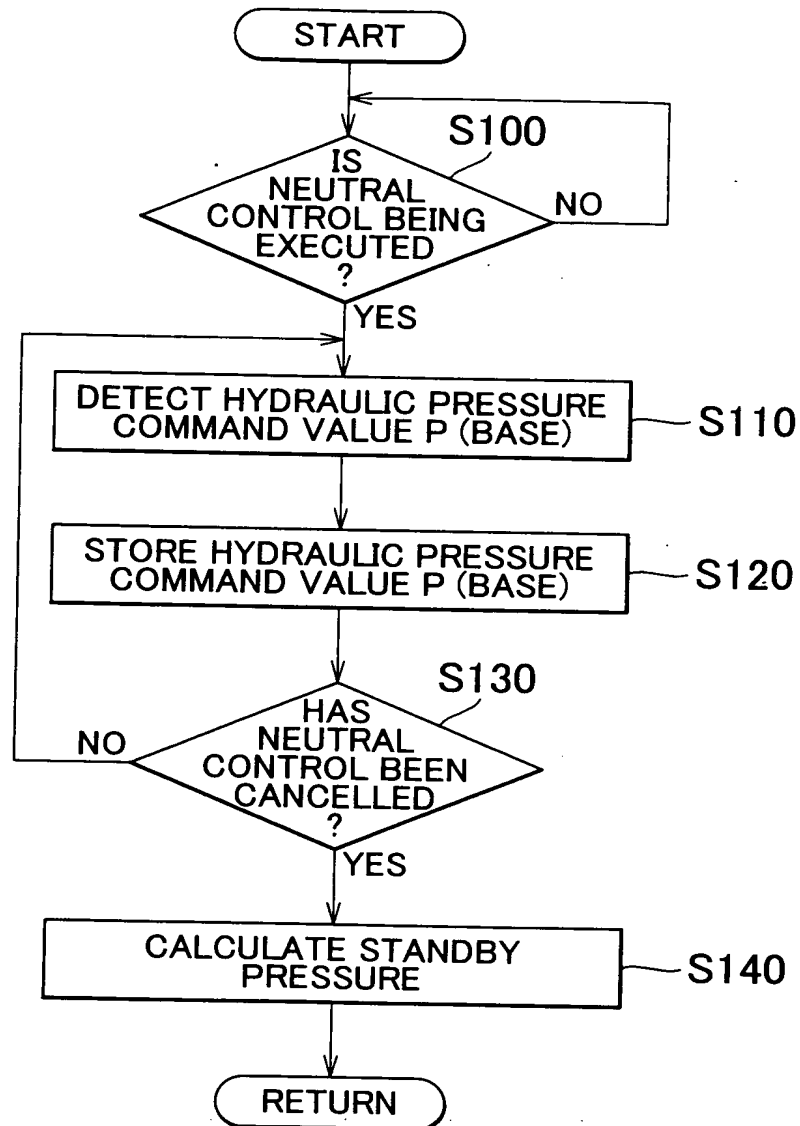 START
S100
IS
NEUTRAL
CONTROL BEING
EXECUTED
?
NO
YES
DETECT HYDRAULIC PRESSURE
COMMAND VALUE P (BASE)
S110
STORE HYDRAULIC PRESSURE
COMMAND VALUE P (BASE)
S120
S130
HAS
NEUTRAL
CONTROL BEEN
CANCELLED
?
NO
YES
CALCULATE STANDBY
PRESSURE
S140
RETURN